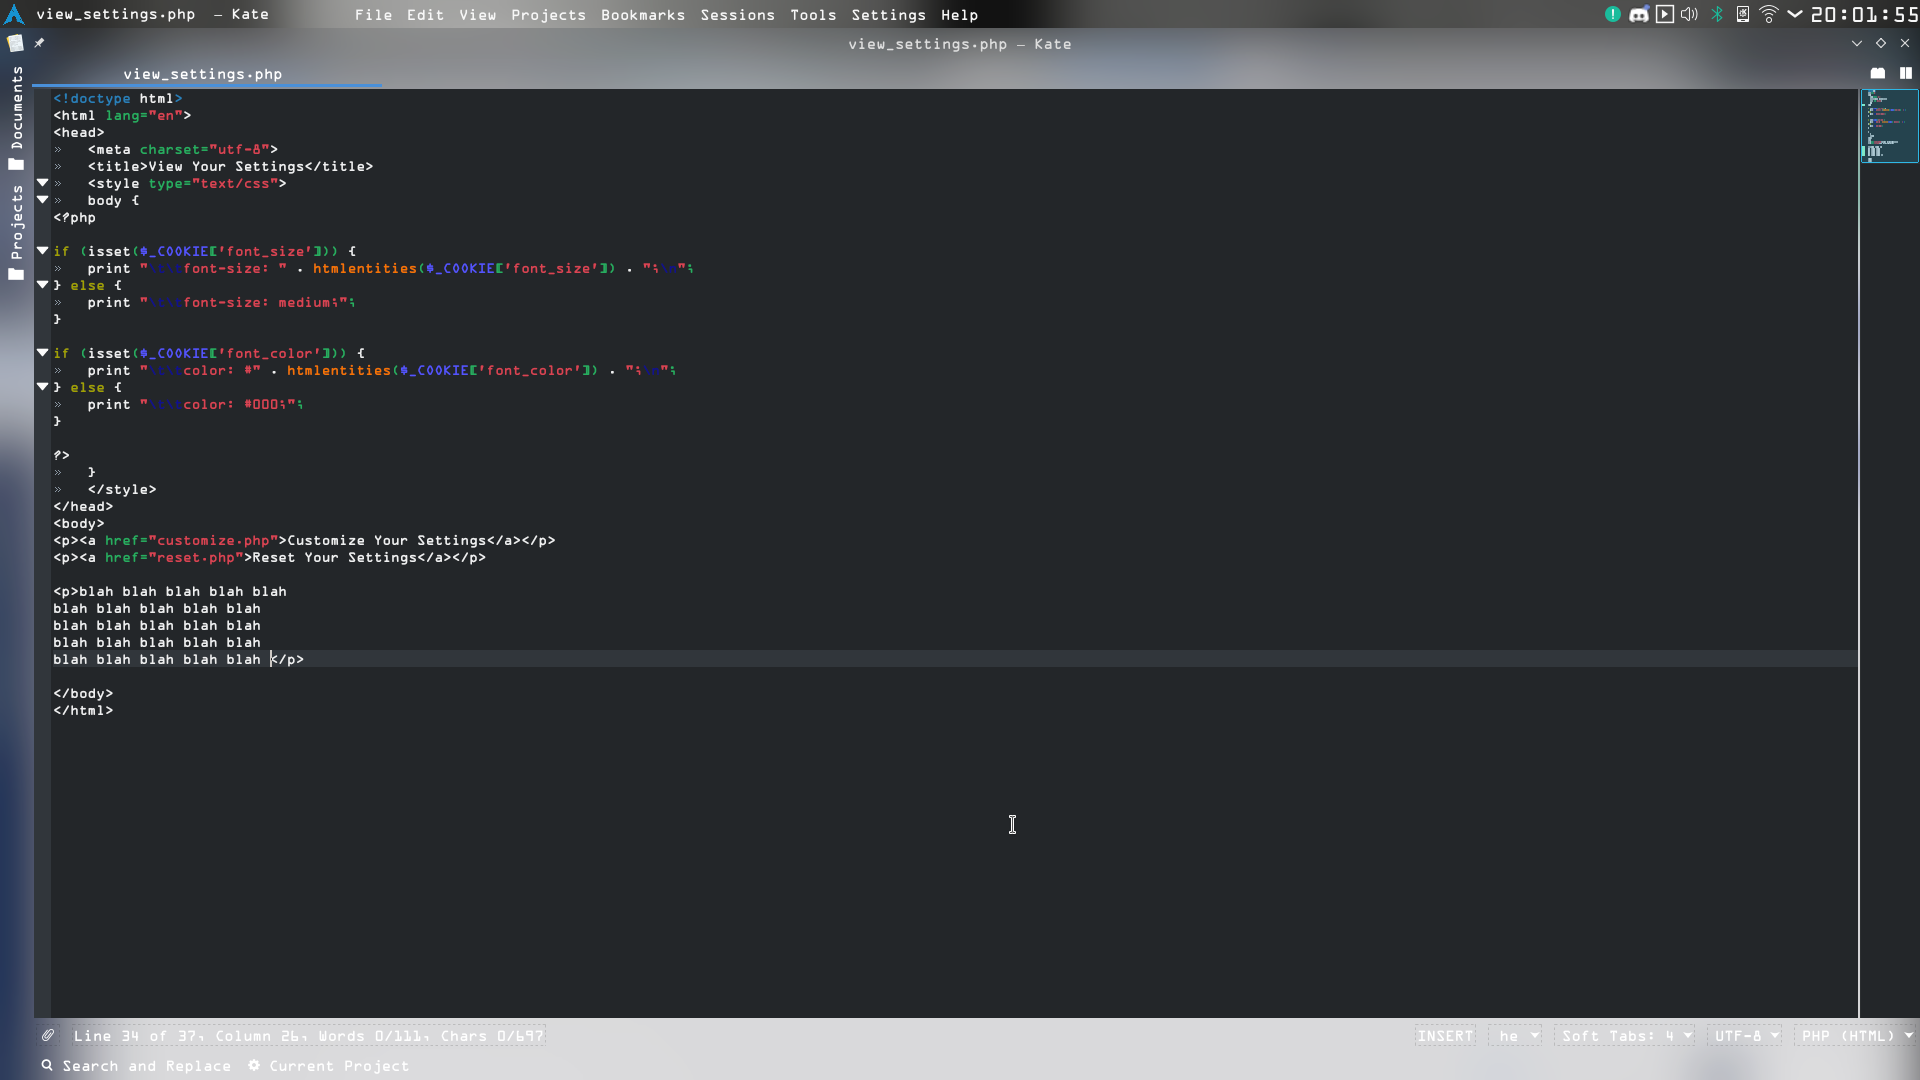 view_settings.php — Kate File Edit View Projects Bookmarks Sessions Tools Settings Help 20:01:55
view_settings.php — Kate
view_settings.php
Documents
Projects
<!doctype html>
<html lang="en">
<head>
» <meta charset="utf-8">
» <title>View Your Settings</title>
» <style type="text/css">
» body {
<?php
if (isset($_COOKIE['font_size'])) {
» print "\t\tfont-size: " . htmlentities($_COOKIE['font_size']) . ";\n";
} else {
» print "\t\tfont-size: medium;";
}
if (isset($_COOKIE['font_color'])) {
» print "\t\tcolor: #" . htmlentities($_COOKIE['font_color']) . ";\n";
} else {
» print "\t\tcolor: #000;";
}
?>
» }
» </style>
</head>
<body>
<p><a href="customize.php">Customize Your Settings</a></p>
<p><a href="reset.php">Reset Your Settings</a></p>
<p>blah blah blah blah blah
blah blah blah blah blah
blah blah blah blah blah
blah blah blah blah blah
blah blah blah blah blah </p>
</body>
</html>
Line 34 of 37, Column 26, Words 0/111, Chars 0/697 INSERT he Soft Tabs: 4 UTF-8 PHP (HTML)
Search and Replace Current Project